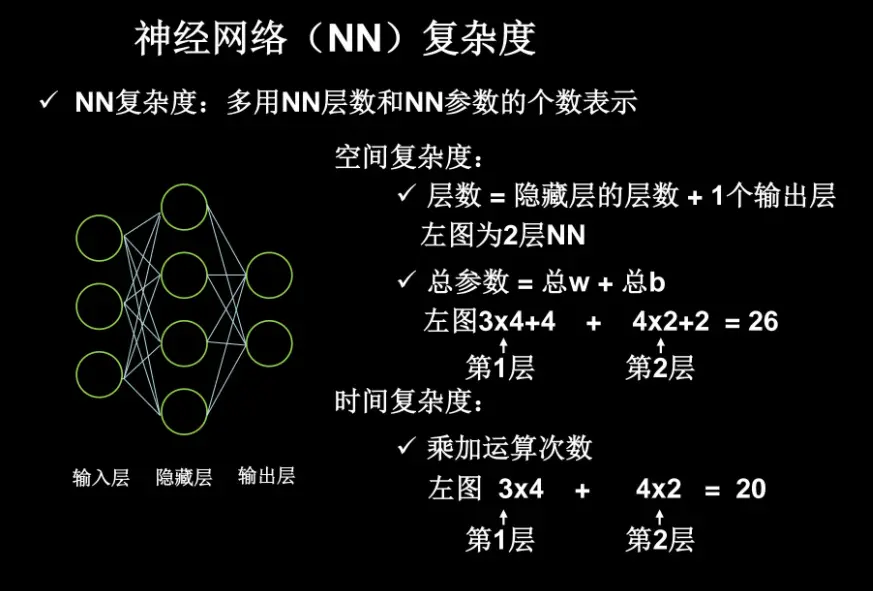 神经网络（NN）复杂度
✓ NN复杂度：多用NN层数和NN参数的个数表示
空间复杂度：
✓ 层数 = 隐藏层的层数 + 1个输出层
左图为2层NN
✓ 总参数 = 总w + 总b
左图3x4+4 + 4x2+2 = 26
第1层 第2层
时间复杂度：
✓ 乘加运算次数
左图 3x4 + 4x2 = 20
第1层 第2层
输入层 隐藏层 输出层